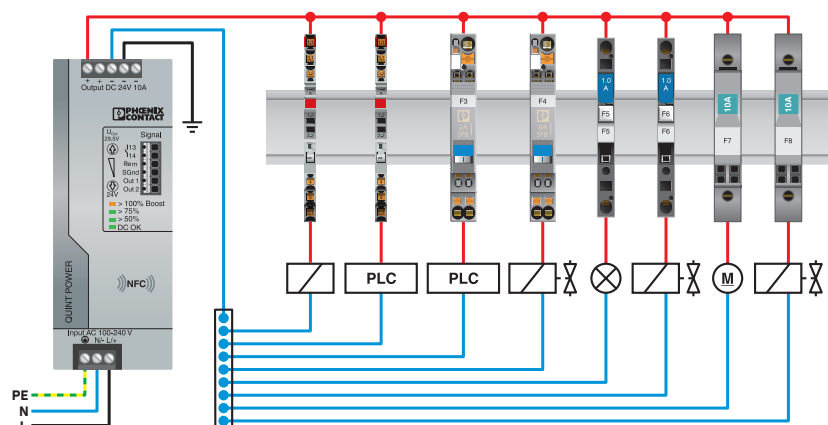 + + − − −
Output DC 24V 10A
PHŒNIX
CONTACT
UOut
29,5V
24V
Signal
13
14
Rem
SGnd
Out 1
Out 2
> 100% Boost
> 75%
> 50%
DC OK
QUINT POWER
NFC
Input AC 100-240 V
N/- L/+
PE
N
L
F3
F4
1.0
A
F5
F5
1.0
A
F6
F6
10A
F7
10A
F8
PLC
PLC
M